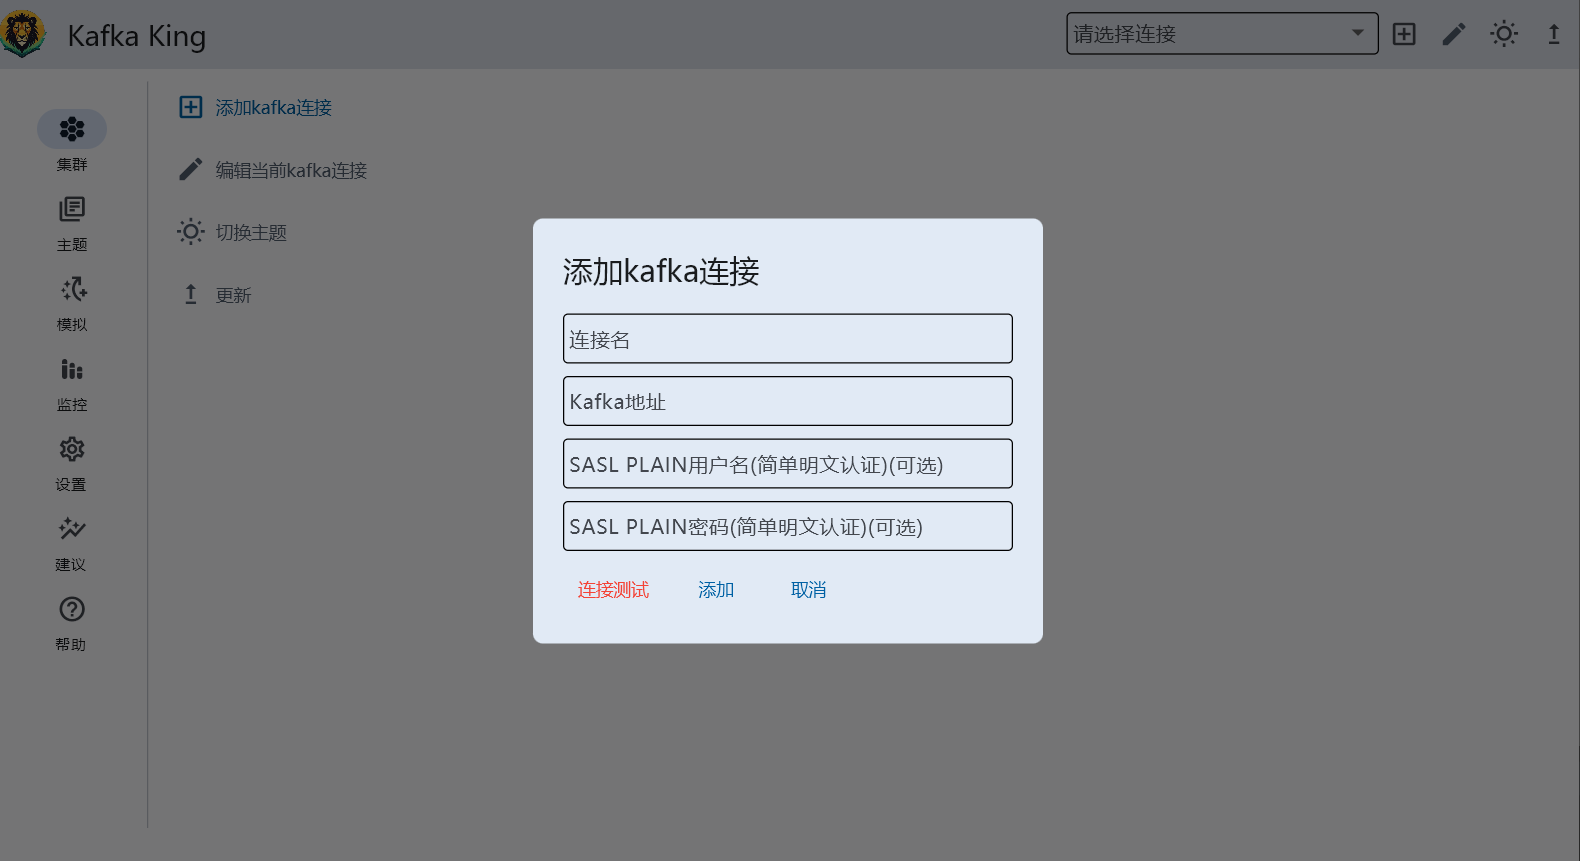 Kafka King
请选择连接
集群
主题
模拟
监控
设置
建议
帮助
添加kafka连接
编辑当前kafka连接
切换主题
更新
添加kafka连接
连接名
Kafka地址
SASL PLAIN用户名(简单明文认证)(可选)
SASL PLAIN密码(简单明文认证)(可选)
连接测试 添加 取消